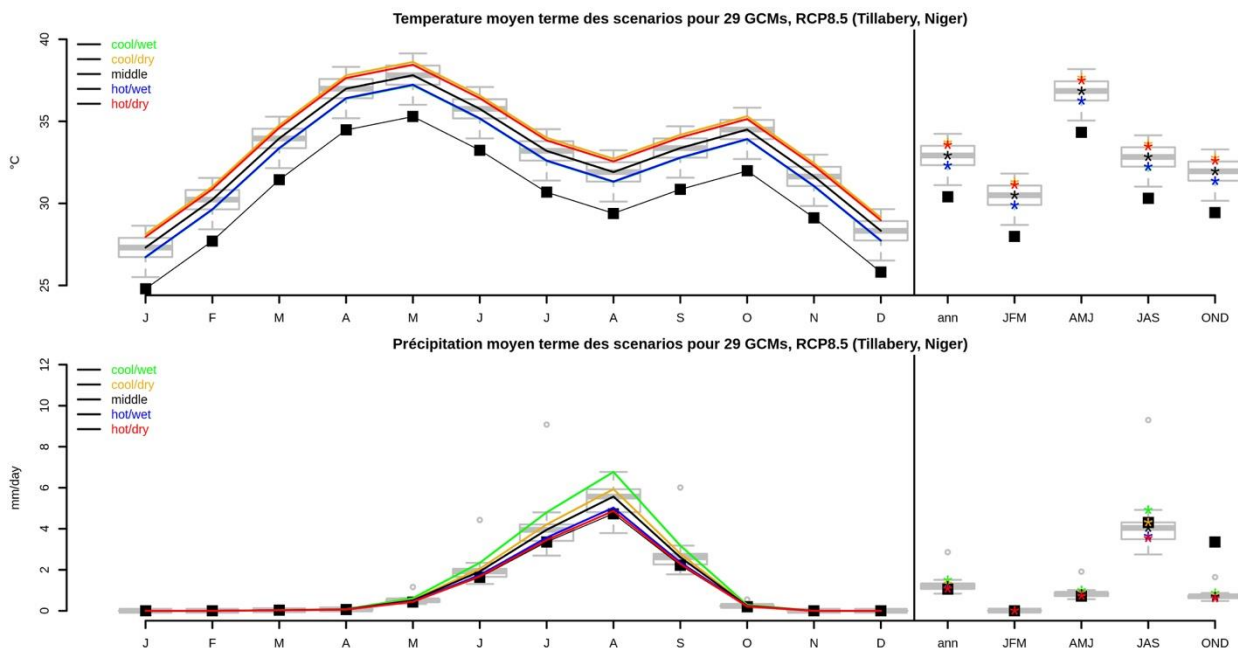 Temperature moyen terme des scenarios pour 29 GCMs, RCP8.5 (Tillabery, Niger)
40
35
30
25
°C
cool/wet
cool/dry
middle
hot/wet
hot/dry
J F M A M J J A S O N D ann JFM AMJ JAS OND
Précipitation moyen terme des scenarios pour 29 GCMs, RCP8.5 (Tillabery, Niger)
12
10
8
6
4
2
0
mm/day
cool/wet
cool/dry
middle
hot/wet
hot/dry
J F M A M J J A S O N D ann JFM AMJ JAS OND